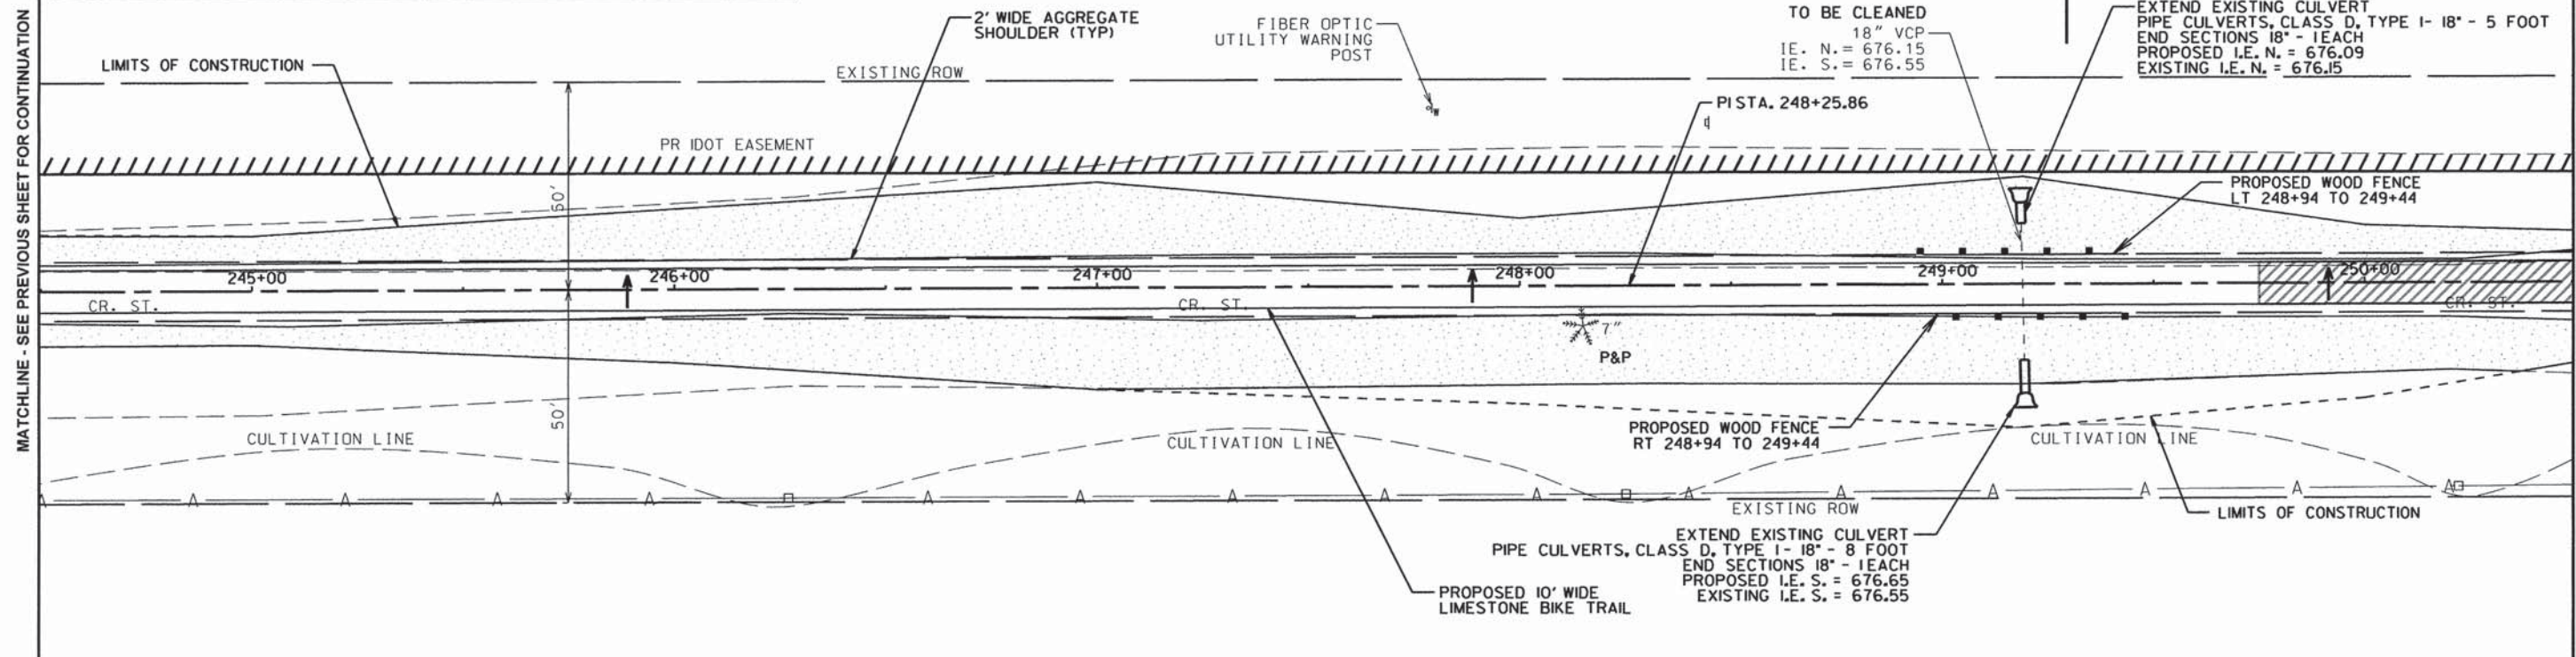 MATCHLINE - SEE PREVIOUS SHEET FOR CONTINUATION
LIMITS OF CONSTRUCTION
2' WIDE AGGREGATE
SHOULDER (TYP)
EXISTING ROW
FIBER OPTIC
UTILITY WARNING
POST
TO BE CLEANED
18" VCP
IE. N.= 676.15
IE. S.= 676.55
EXTEND EXISTING CULVERT
PIPE CULVERTS, CLASS D, TYPE 1- 18" - 5 FOOT
END SECTIONS 18" - 1 EACH
PROPOSED I.E. N. = 676.09
EXISTING I.E. N. = 676.15
PI STA. 248+25.86
PR IDOT EASEMENT
50'
PROPOSED WOOD FENCE
LT 248+94 TO 249+44
245+00
246+00
247+00
248+00
249+00
250+00
CR. ST.
CR. ST.
CR. ST.
7"
P&P
50'
CULTIVATION LINE
CULTIVATION LINE
PROPOSED WOOD FENCE
RT 248+94 TO 249+44
CULTIVATION LINE
EXISTING ROW
LIMITS OF CONSTRUCTION
EXTEND EXISTING CULVERT
PIPE CULVERTS, CLASS D, TYPE 1- 18" - 8 FOOT
END SECTIONS 18" - 1 EACH
PROPOSED I.E. S. = 676.65
EXISTING I.E. S. = 676.55
PROPOSED 10' WIDE
LIMESTONE BIKE TRAIL